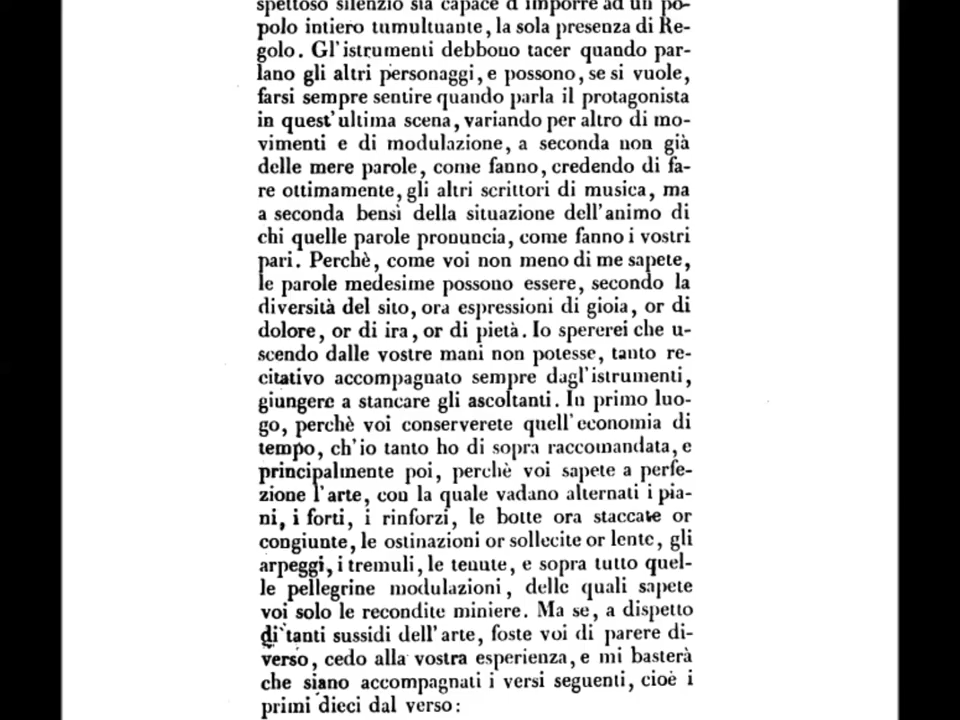 spettoso silenzio sia capace d'imporre ad un po-
polo intiero tumultuante, la sola presenza di Re-
golo. Gl'istrumenti debbono tacer quando par-
lano gli altri personaggi, e possono, se si vuole,
farsi sempre sentire quando parla il protagonista
in quest'ultima scena, variando per altro di mo-
vimenti e di modulazione, a seconda non già
delle mere parole, come fanno, credendo di fa-
re ottimamente, gli altri scrittori di musica, ma
a seconda bensì della situazione dell'animo di
chi quelle parole pronuncia, come fanno i vostri
pari. Perchè, come voi non meno di me sapete,
le parole medesime possono essere, secondo la
diversità del sito, ora espressioni di gioia, or di
dolore, or di ira, or di pietà. Io spererei che u-
scendo dalle vostre mani non potesse, tanto re-
citativo accompagnato sempre dagl'istrumenti,
giungere a stancare gli ascoltanti. In primo luo-
go, perchè voi conserverete quell'economia di
tempo, ch'io tanto ho di sopra raccomandata, e
principalmente poi, perchè voi sapete a perfe-
zione l'arte, con la quale vadano alternati i pia-
ni, i forti, i rinforzi, le botte ora staccate or
congiunte, le ostinazioni or sollecite or lente, gli
arpeggi, i tremuli, le tenute, e sopra tutto quel-
le pellegrine modulazioni, delle quali sapete
voi solo le recondite miniere. Ma se, a dispetto
di tanti sussidi dell'arte, foste voi di parere di-
verso, cedo alla vostra esperienza, e mi basterà
che siano accompagnati i versi seguenti, cioè i
primi dieci dal verso: